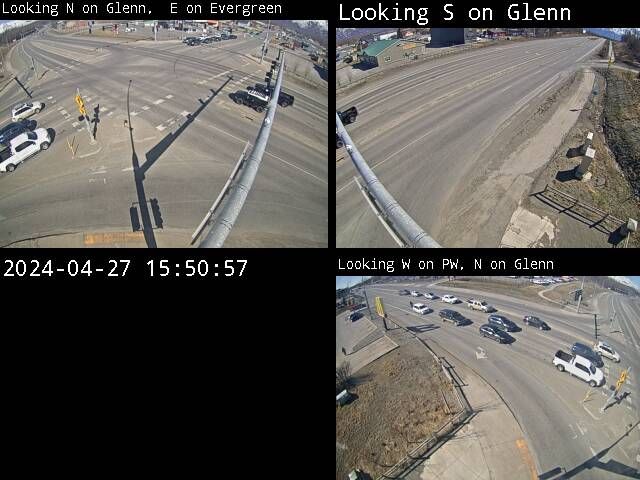 Looking N on Glenn, E on Evergreen
Looking S on Glenn
2024-04-27 15:50:57
Looking W on PW, N on Glenn